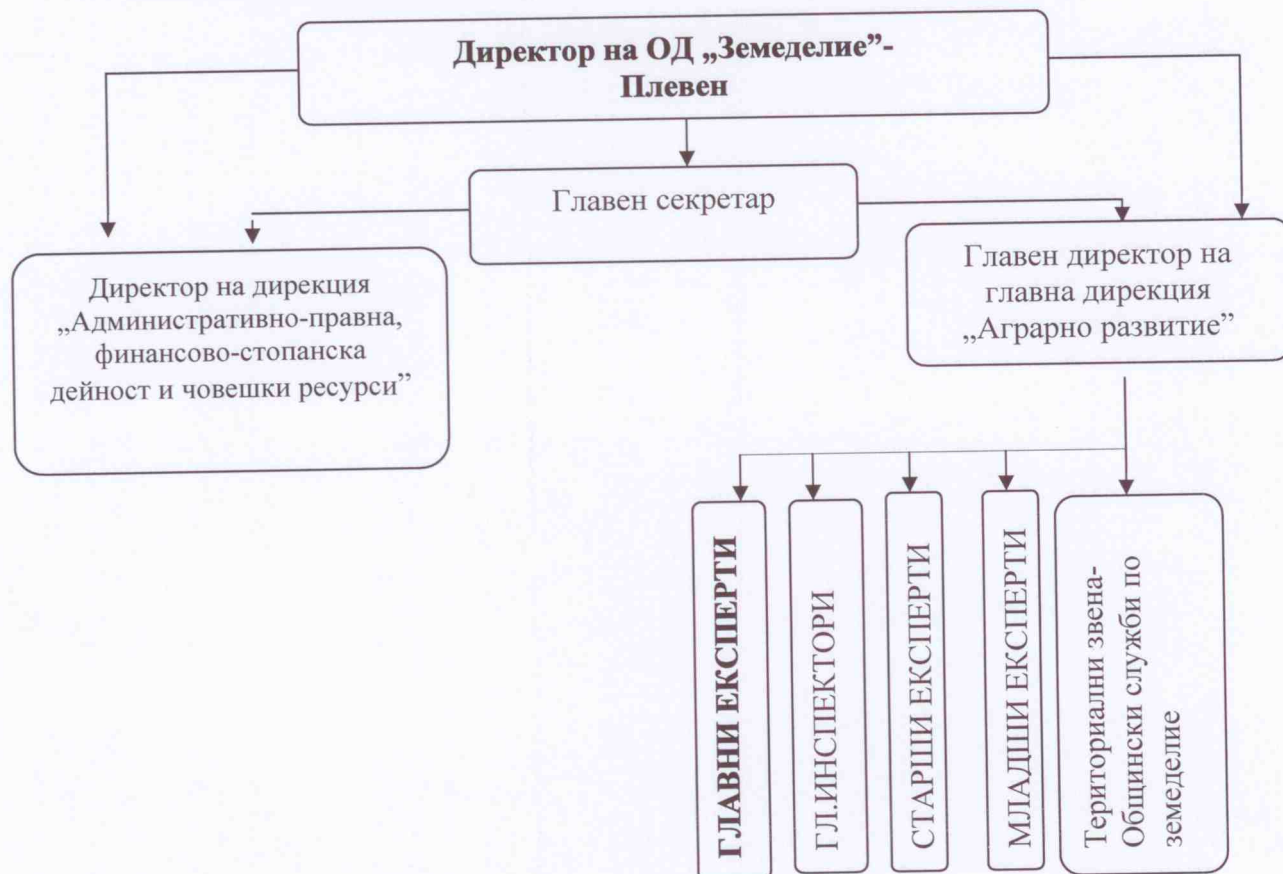 Директор на ОД „Земеделие”-
Плевен
Главен секретар
Директор на дирекция
„Административно-правна,
финансово-стопанска
дейност и човешки ресурси”
Главен директор на
главна дирекция
„Аграрно развитие”
ГЛАВНИ ЕКСПЕРТИ
ГЛ.ИНСПЕКТОРИ
СТАРШИ ЕКСПЕРТИ
МЛАДШИ ЕКСПЕРТИ
Териториални звена-
Общински служби по
земеделие